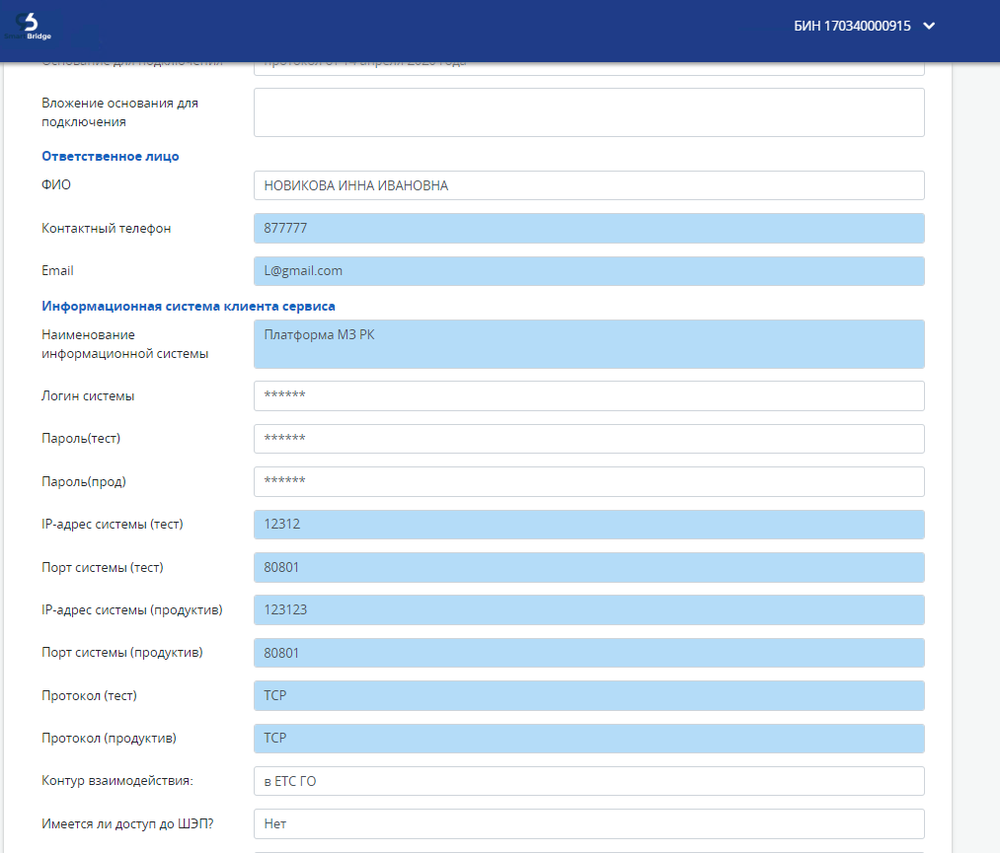 Bridge
БИН 170340000915
Вложение основания для
подключения
Ответственное лицо
ФИО
НОВИКОВА ИННА ИВАНОВНА
Контактный телефон
877777
Email
L@gmail.com
Информационная система клиента сервиса
Наименование
информационной системы
Платформа МЗ РК
Логин системы
******
Пароль(тест)
******
Пароль(прод)
******
IP-адрес системы (тест)
12312
Порт системы (тест)
80801
IP-адрес системы (продуктив)
123123
Порт системы (продуктив)
80801
Протокол (тест)
TCP
Протокол (продуктив)
TCP
Контур взаимодействия:
в ЕТС ГО
Имеется ли доступ до ШЭП?
Нет